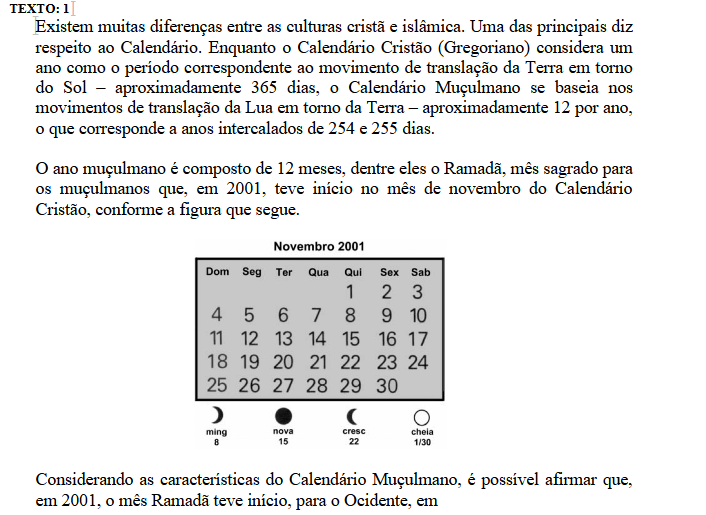 TEXTO: 1
Existem muitas diferenças entre as culturas cristã e islâmica. Uma das principais diz
respeito ao Calendário. Enquanto o Calendário Cristão (Gregoriano) considera um
ano como o período correspondente ao movimento de translação da Terra em torno
do Sol – aproximadamente 365 dias, o Calendário Muçulmano se baseia nos
movimentos de translação da Lua em torno da Terra – aproximadamente 12 por ano,
o que corresponde a anos intercalados de 254 e 255 dias.
O ano muçulmano é composto de 12 meses, dentre eles o Ramadã, mês sagrado para
os muçulmanos que, em 2001, teve início no mês de novembro do Calendário
Cristão, conforme a figura que segue.
Novembro 2001
Dom Seg Ter Qua Qui Sex Sab
1 2 3
4 5 6 7 8 9 10
11 12 13 14 15 16 17
18 19 20 21 22 23 24
25 26 27 28 29 30
ming nova cresc cheia
8 15 22 1/30
Considerando as características do Calendário Muçulmano, é possível afirmar que,
em 2001, o mês Ramadã teve início, para o Ocidente, em